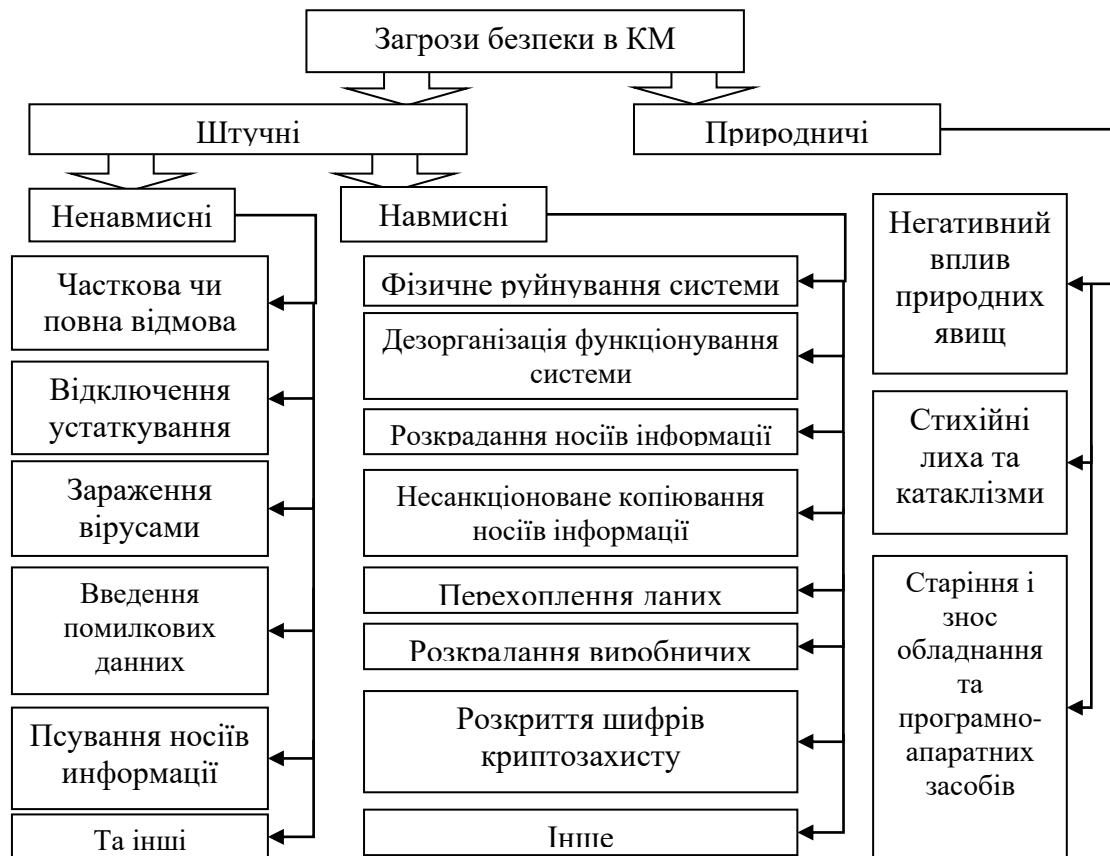 Загрози безпеки в КМ
Штучні
Природничі
Ненавмисні
Навмисні
Часткова чи
повна відмова
Відключення
устаткування
Зараження
вірусами
Введення
помилкових
данних
Псування носіїв
информації
Та інші
Фізичне руйнування системи
Дезорганізація функціонування
системи
Розкрадання носіїв інформації
Несанкціоноване копіювання
носіїв інформації
Перехоплення даних
Розкрадання виробничих
Розкриття шифрів
криптозахисту
Інше
Негативний
вплив
природних
явищ
Стихійні
лиха та
катаклізми
Старіння і
знос
обладнання
та
програмно-
апаратних
засобів